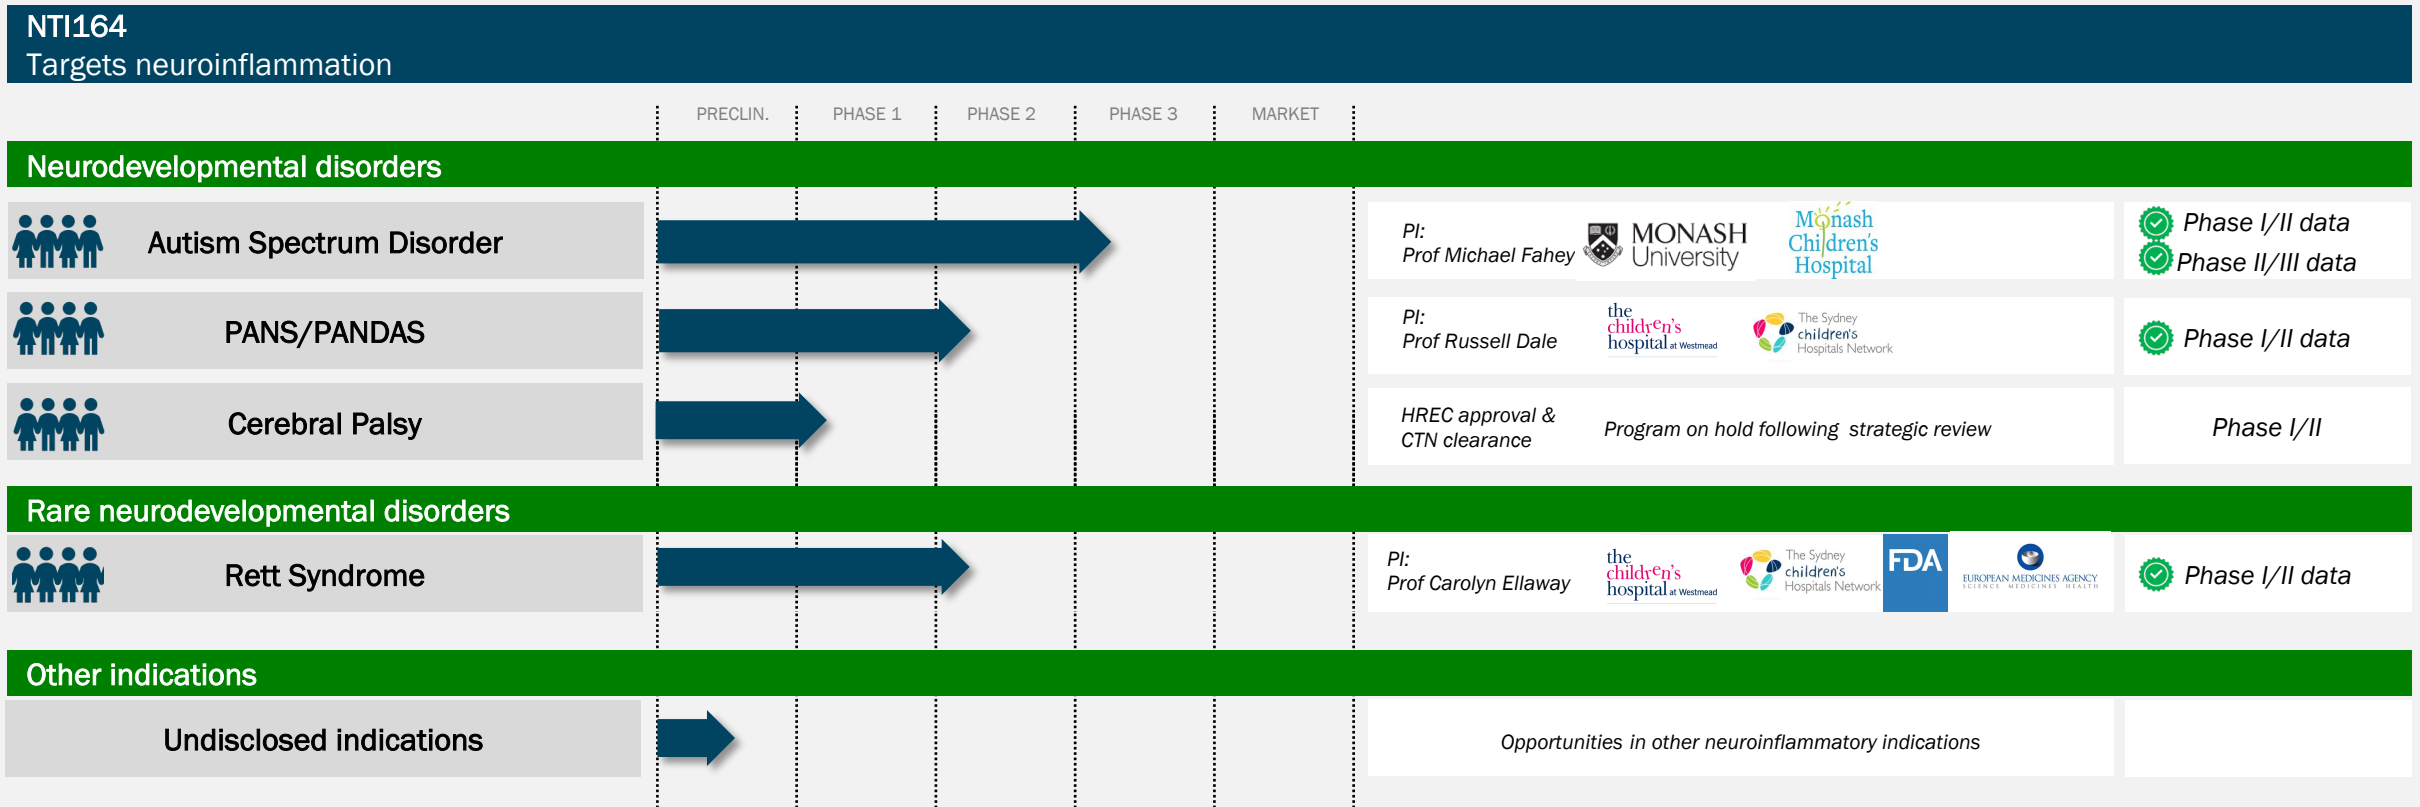 NTI164
Targets neuroinflammation
PRECLIN. PHASE 1 PHASE 2 PHASE 3 MARKET
Neurodevelopmental disorders
Autism Spectrum Disorder
PI:
Prof Michael Fahey
MONASH
University
Monash
Children's
Hospital
Phase I/II data
Phase II/III data
PANS/PANDAS
PI:
Prof Russell Dale
the
children's
hospital at Westmead
The Sydney
children's
Hospitals Network
Phase I/II data
Cerebral Palsy
HREC approval &
CTN clearance
Program on hold following strategic review
Phase I/II
Rare neurodevelopmental disorders
Rett Syndrome
PI:
Prof Carolyn Ellaway
the
children's
hospital at Westmead
The Sydney
children's
Hospitals Network
FDA
EUROPEAN MEDICINES AGENCY
SCIENCE MEDICINES HEALTH
Phase I/II data
Other indications
Undisclosed indications
Opportunities in other neuroinflammatory indications